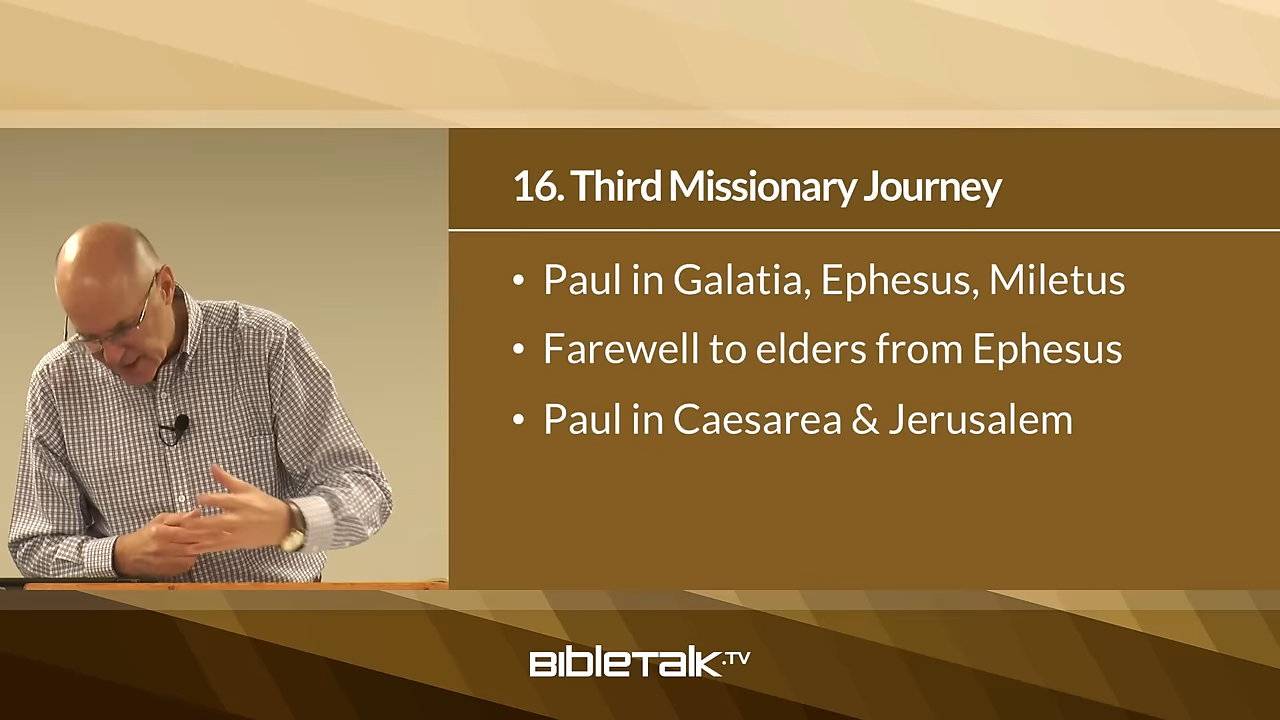 16. Third Missionary Journey
• Paul in Galatia, Ephesus, Miletus
• Farewell to elders from Ephesus
• Paul in Caesarea & Jerusalem
BIBLETALK.TV